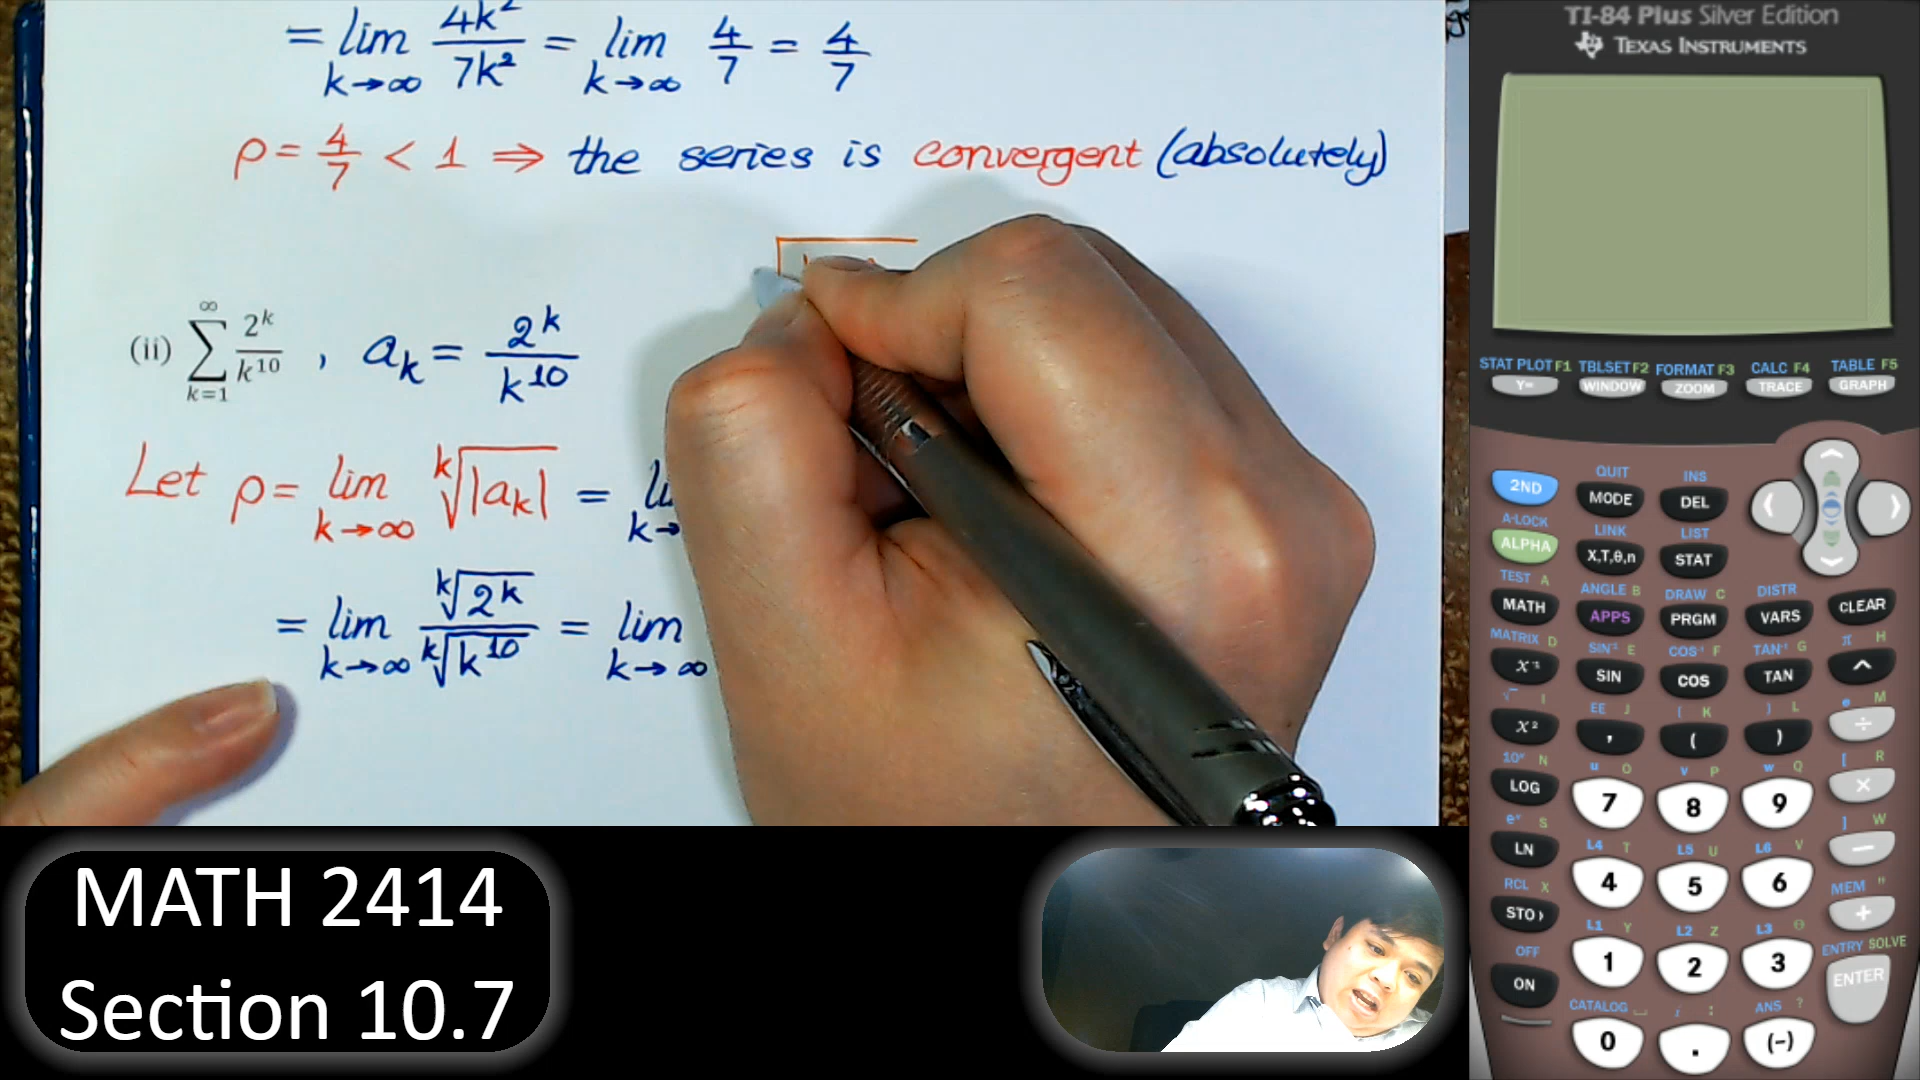 = lim k→∞ 4k²/7k² = lim k→∞ 4/7 = 4/7
ρ = 4/7 < 1 ⇒ the series is convergent (absolutely)
(ii) ∑ k=1 ∞ 2^k/k^10 , a_k = 2^k/k^10
Let ρ = lim k→∞ ᵏ√|a_k| =
= lim k→∞ ᵏ√2^k / ᵏ√k^10 = lim k→∞
MATH 2414
Section 10.7
TI-84 Plus Silver Edition
TEXAS INSTRUMENTS
STAT PLOT F1 TBLSET F2 FORMAT F3 CALC F4 TABLE F5
Y= WINDOW ZOOM TRACE GRAPH
QUIT INS
2ND MODE DEL
A-LOCK LINK LIST
ALPHA X,T,θ,n STAT
TEST A ANGLE B DRAW C DISTR
MATH APPS PRGM VARS CLEAR
MATRIX D SIN⁻¹ E COS⁻¹ F TAN⁻¹ G π H
x⁻¹ SIN COS TAN ^
√ I EE J { K } L e M
x² , ( ) ÷
10ˣ N u O v P w Q [ R
LOG 7 8 9 ×
eˣ S L4 T L5 U L6 V ] W
LN 4 5 6 −
RCL X L1 Y L2 Z L3 θ MEM "
STO▸ 1 2 3 +
OFF CATALOG i : ANS ? ENTRY SOLVE
ON 0 . (−) ENTER